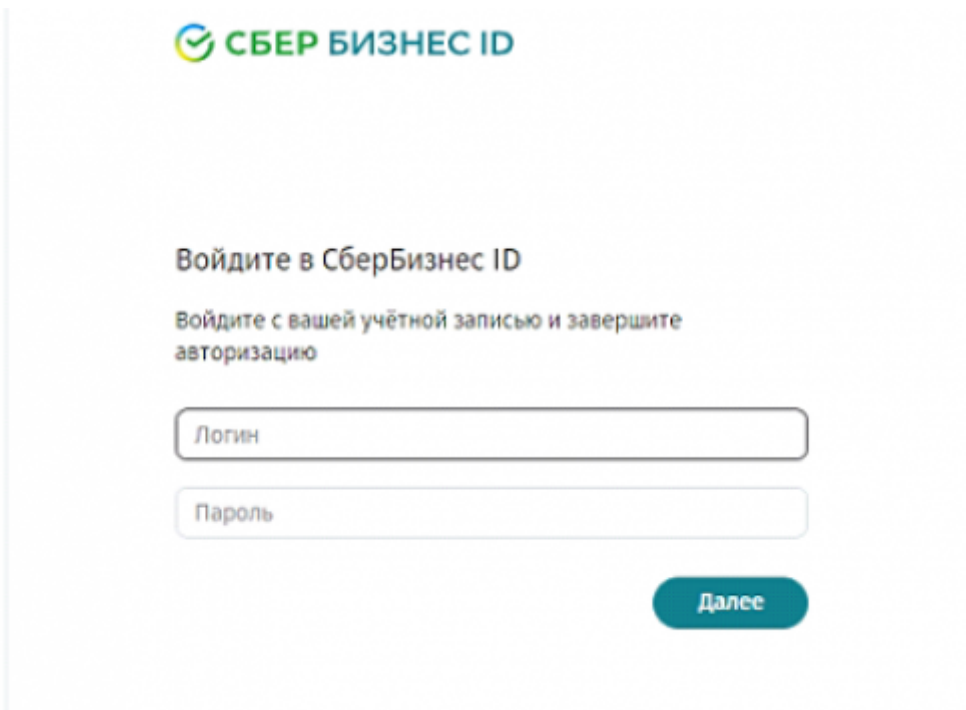 СБЕР БИЗНЕС ID
Войдите в СберБизнес ID
Войдите с вашей учётной записью и завершите
авторизацию
Логин
Пароль
Далее